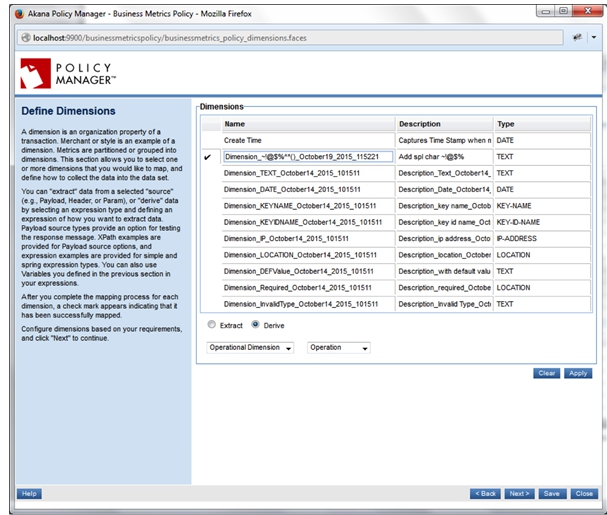 Akana Policy Manager - Business Metrics Policy - Mozilla Firefox
localhost:9900/businessmetricspolicy/businessmetrics_policy_dimensions.faces
POLICY
MANAGER™
Define Dimensions
A dimension is an organization property of a
transaction. Merchant or style is an example of a
dimension. Metrics are partitioned or grouped into
dimensions. This section allows you to select one
or more dimensions that you would like to map, and
define how to collect the data into the data set.
You can "extract" data from a selected "source"
(e.g., Payload, Header, or Param), or "derive" data
by selecting an expression type and defining an
expression of how you want to extract data.
Payload source types provide an option for testing
the response message. XPath examples are
provided for Payload source options, and
expression examples are provided for simple and
spring expression types. You can also use
Variables you defined in the previous section in
your expressions.
After you complete the mapping process for each
dimension, a check mark appears indicating that it
has been successfully mapped.
Configure dimensions based on your requirements,
and click "Next" to continue.
Dimensions
Name Description Type
Create Time Captures Time Stamp when n DATE
Dimension_~!@$%^^()_October19_2015_115221 Add spl char ~!@$% TEXT
Dimension_TEXT_October14_2015_101511 Description_Text_October14_ TEXT
Dimension_DATE_October14_2015_101511 Description_Date_October14_ DATE
Dimension_KEYNAME_October14_2015_101511 Description_key name_Octob KEY-NAME
Dimension_KEYIDNAME_October14_2015_101511 Description_key id name_Oct KEY-ID-NAME
Dimension_IP_October14_2015_101511 Description_ip address_Octo IP-ADDRESS
Dimension_LOCATION_October14_2015_101511 Description_location_October LOCATION
Dimension_DEFValue_October14_2015_101511 Description_with default valu TEXT
Dimension_Required_October14_2015_101511 Description_required_Octobe LOCATION
Dimension_InvalidType_October14_2015_101511 Description_Invalid Type_Octo TEXT
Extract Derive
Operational Dimension Operation
Clear Apply
Help < Back Next > Save Close